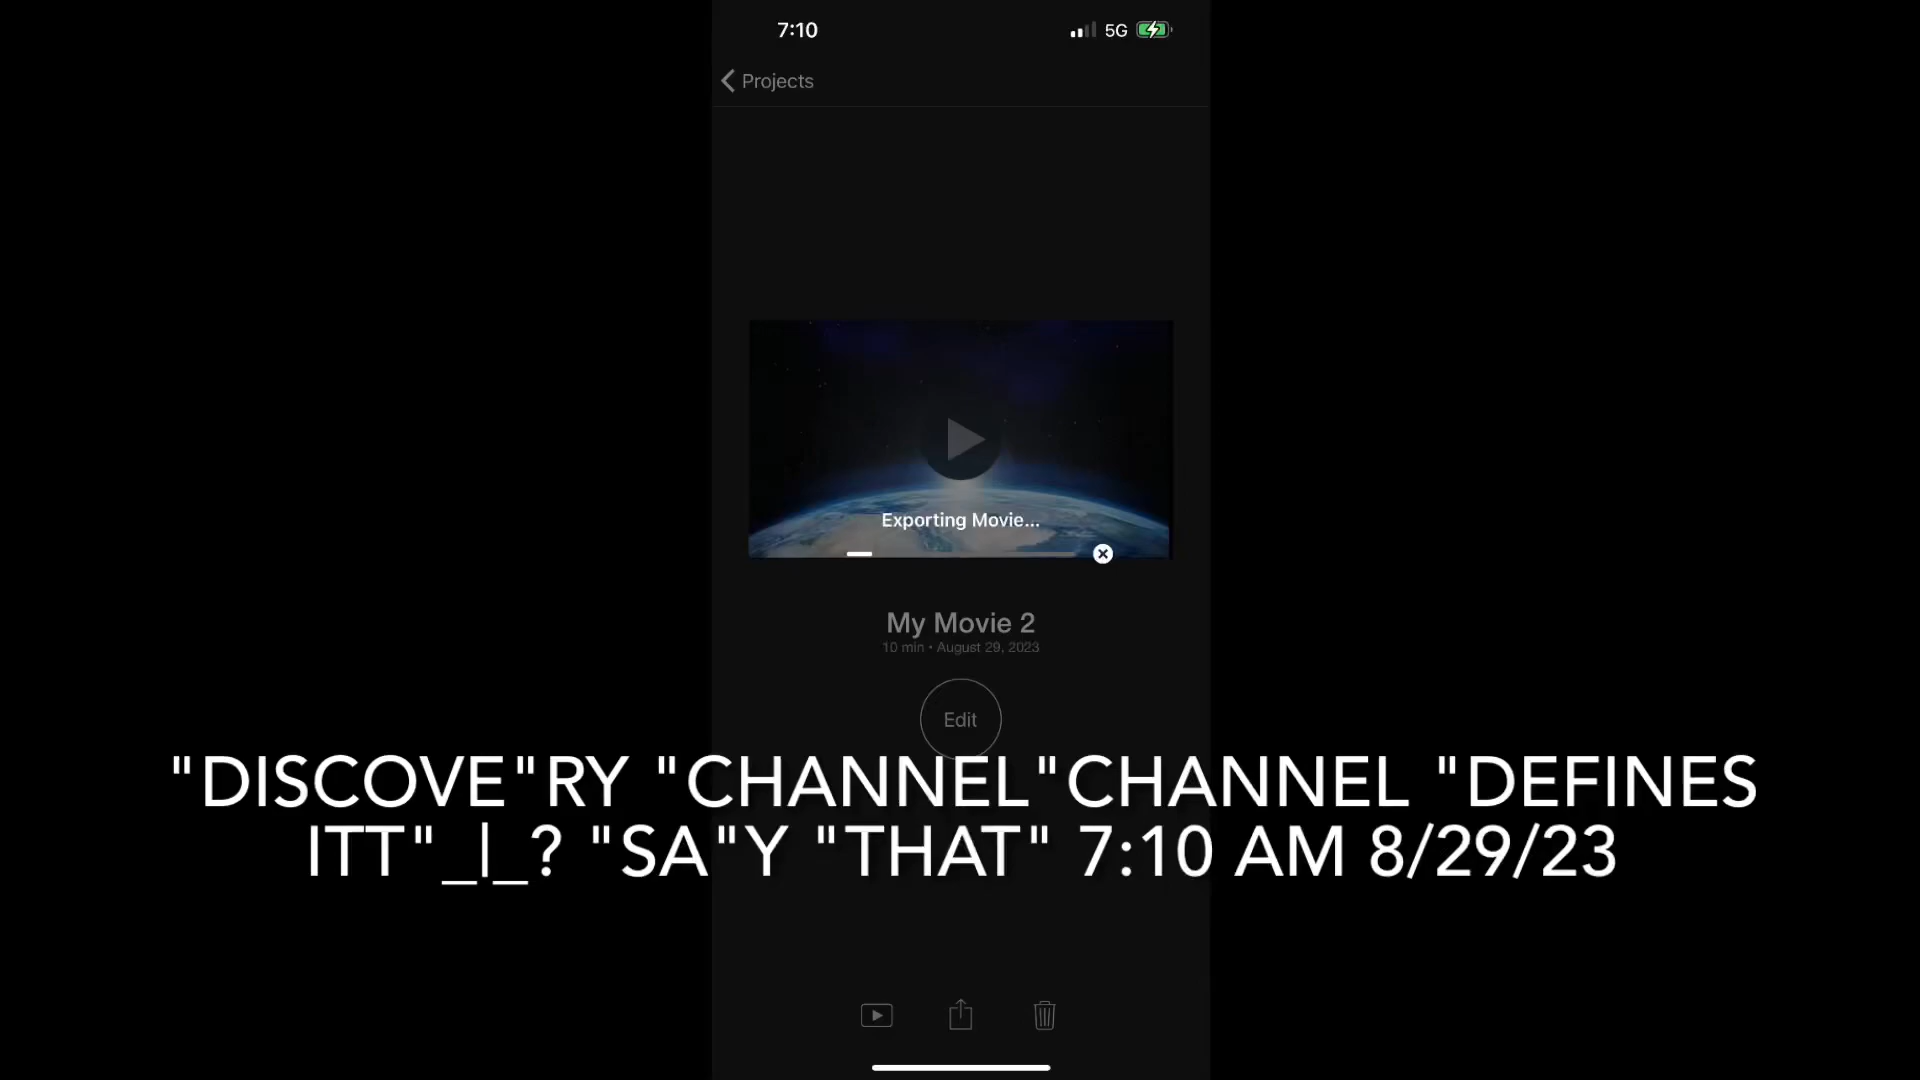 7:10
5G
Projects
Exporting Movie...
My Movie 2
10 min • August 29, 2023
Edit
"DISCOVE"RY "CHANNEL"CHANNEL "DEFINES
ITT"_|_? "SA"Y "THAT" 7:10 AM 8/29/23